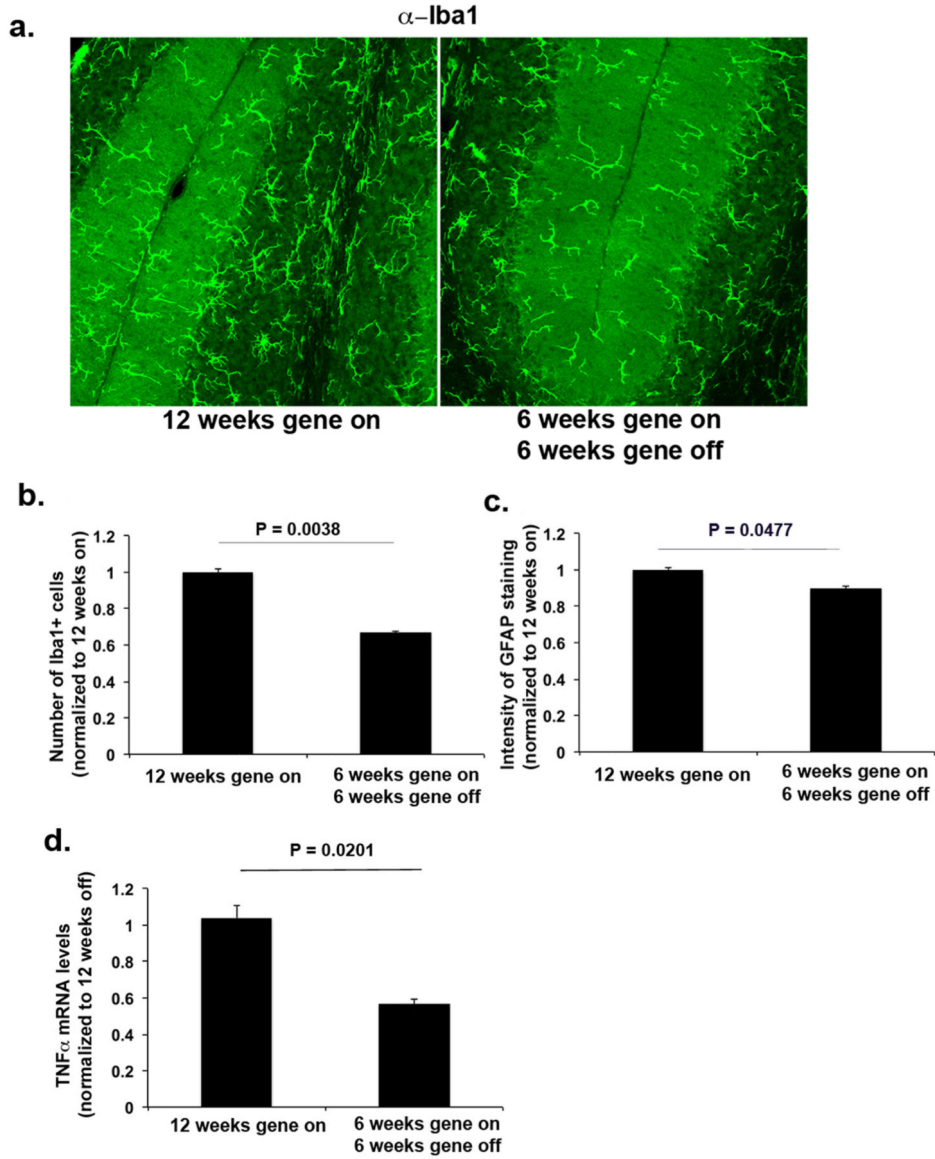 a.
α–Iba1
12 weeks gene on
6 weeks gene on
6 weeks gene off
b.
P = 0.0038
Number of Iba1+ cells
(normalized to 12 weeks on)
1.2
1
0.8
0.6
0.4
0.2
0
12 weeks gene on
6 weeks gene on
6 weeks gene off
c.
P = 0.0477
Intensity of GFAP staining
(normalized to 12 weeks on)
1.2
1
0.8
0.6
0.4
0.2
0
12 weeks gene on
6 weeks gene on
6 weeks gene off
d.
P = 0.0201
TNFα mRNA levels
(normalized to 12 weeks off)
1.2
1
0.8
0.6
0.4
0.2
0
12 weeks gene on
6 weeks gene on
6 weeks gene off